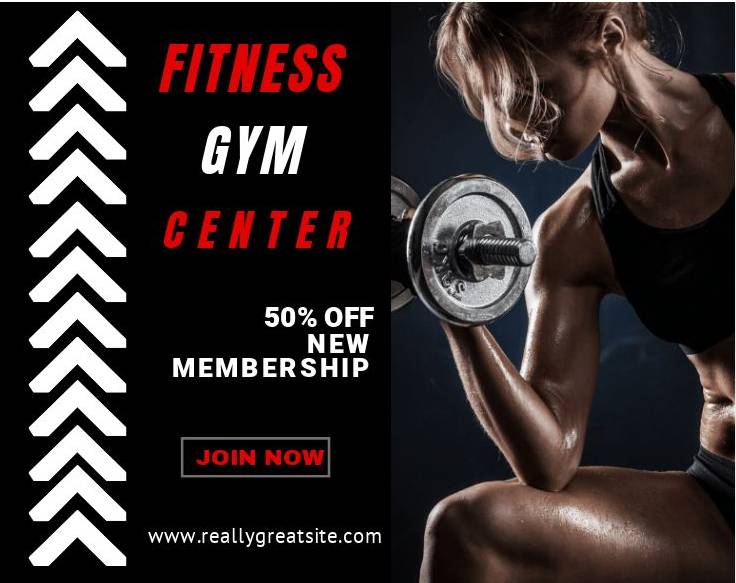 FITNESS
GYM
CENTER
50% OFF
NEW
MEMBERSHIP
JOIN NOW
www.reallygreatsite.com